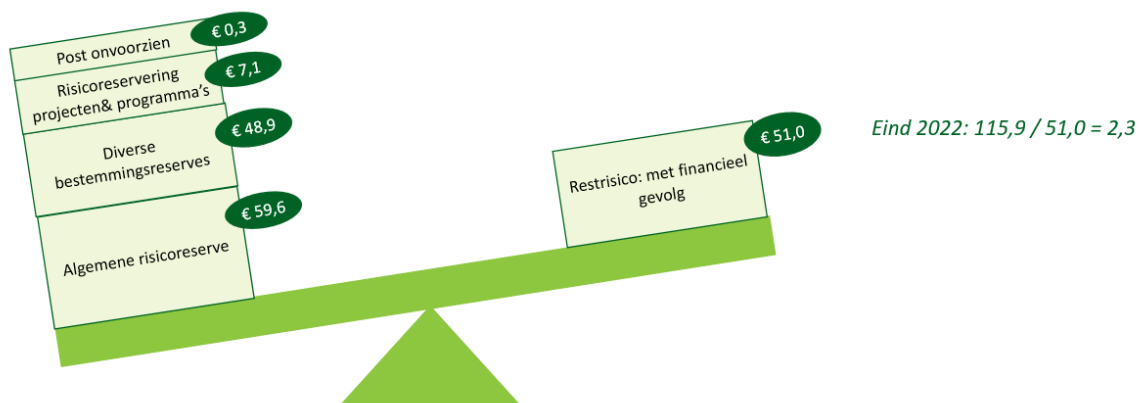 Post onvoorzien
€ 0,3
Risicoreservering
projecten& programma's
€ 7,1
Diverse
bestemmingsreserves
€ 48,9
Algemene risicoreserve
€ 59,6
Restrisico: met financieel
gevolg
€ 51,0
Eind 2022: 115,9 / 51,0 = 2,3